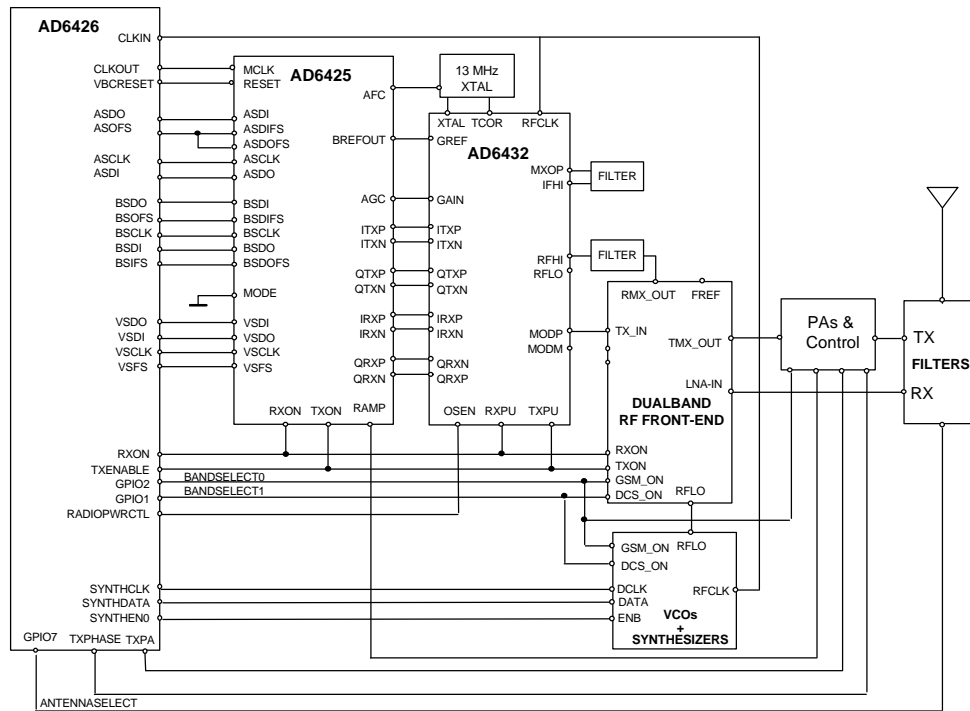 AD6426
CLKIN
CLKOUT
VBCRESET
ASDO
ASOFS
ASCLK
ASDI
BSDO
BSOFS
BSCLK
BSDI
BSIFS
VSDO
VSDI
VSCLK
VSFS
RXON
TXENABLE
GPIO2
GPIO1
RADIOPWRCTL
SYNTHCLK
SYNTHDATA
SYNTHEN0
GPIO7 TXPHASE TXPA
BANDSELECT0
BANDSELECT1
ANTENNASELECT
AD6425
MCLK
RESET
ASDI
ASDIFS
ASDOFS
ASCLK
ASDO
BSDI
BSDIFS
BSCLK
BSDO
BSDOFS
MODE
VSDI
VSDO
VSCLK
VSFS
AFC
BREFOUT
AGC
ITXP
ITXN
QTXP
QTXN
IRXP
IRXN
QRXP
QRXN
RXON TXON RAMP
13 MHz
XTAL
XTAL TCOR RFCLK
GREF
AD6432
GAIN
ITXP
ITXN
QTXP
QTXN
IRXP
IRXN
QRXN
QRXP
MXOP
IFHI
RFHI
RFLO
MODP
MODM
OSEN RXPU TXPU
FILTER
FILTER
RMX_OUT FREF
TX_IN
TMX_OUT
LNA-IN
DUALBAND
RF FRONT-END
RXON
TXON
GSM_ON
DCS_ON
RFLO
PAs &
Control
TX
FILTERS
RX
GSM_ON
RFLO
DCS_ON
DCLK
DATA
ENB
RFCLK
VCOs
+
SYNTHESIZERS